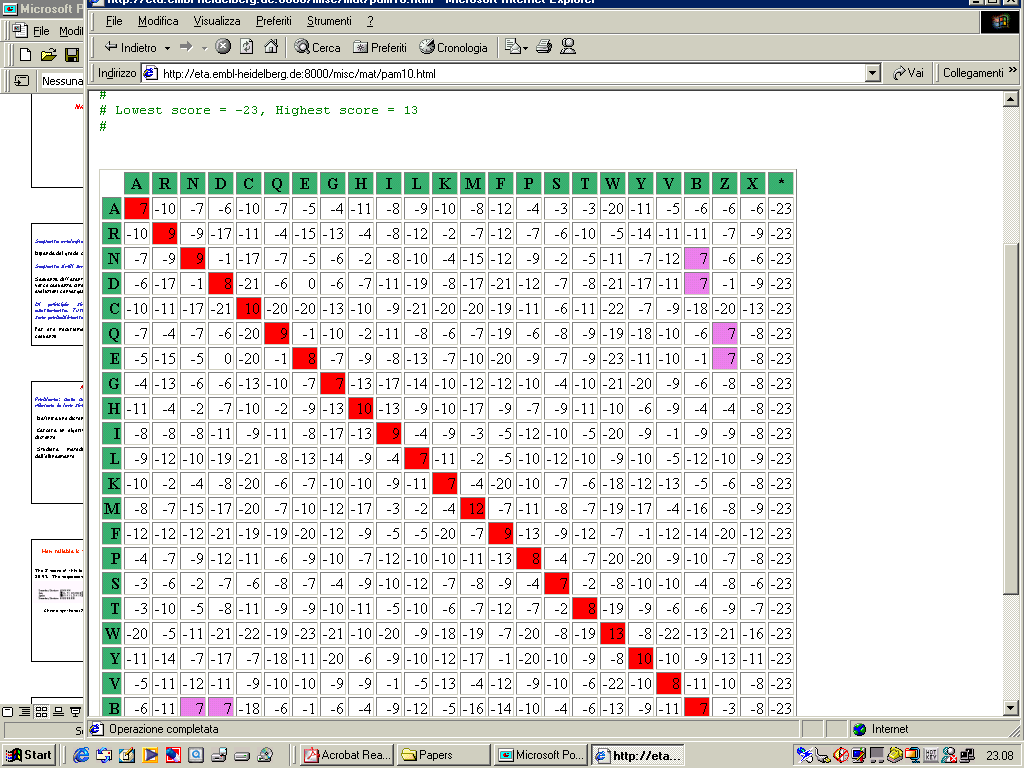 http://eta.embl-heidelberg.de:8000/misc/mat/pam10.html - Microsoft Internet Explorer
Microsoft P
File Modifica Visualizza Preferiti Strumenti ?
File Modi
Indietro Cerca Preferiti Cronologia
Indirizzo http://eta.embl-heidelberg.de:8000/misc/mat/pam10.html Vai Collegamenti »
Nessuna
#
# Lowest score = -23, Highest score = 13
#
A R N D C Q E G H I L K M F P S T W Y V B Z X *
A 7 -10 -7 -6 -10 -7 -5 -4 -11 -8 -9 -10 -8 -12 -4 -3 -3 -20 -11 -5 -6 -6 -6 -23
R -10 9 -9 -17 -11 -4 -15 -13 -4 -8 -12 -2 -7 -12 -7 -6 -10 -5 -14 -11 -11 -7 -9 -23
N -7 -9 9 -1 -17 -7 -5 -6 -2 -8 -10 -4 -15 -12 -9 -2 -5 -11 -7 -12 7 -6 -6 -23
D -6 -17 -1 8 -21 -6 0 -6 -7 -11 -19 -8 -17 -21 -12 -7 -8 -21 -17 -11 7 -1 -9 -23
C -10 -11 -17 -21 10 -20 -20 -13 -10 -9 -21 -20 -20 -19 -11 -6 -11 -22 -7 -9 -18 -20 -13 -23
Q -7 -4 -7 -6 -20 9 -1 -10 -2 -11 -8 -6 -7 -19 -6 -8 -9 -19 -18 -10 -6 7 -8 -23
E -5 -15 -5 0 -20 -1 8 -7 -9 -8 -13 -7 -10 -20 -9 -7 -9 -23 -11 -10 -1 7 -8 -23
G -4 -13 -6 -6 -13 -10 -7 7 -13 -17 -14 -10 -12 -12 -10 -4 -10 -21 -20 -9 -6 -8 -8 -23
H -11 -4 -2 -7 -10 -2 -9 -13 10 -13 -9 -10 -17 -9 -7 -9 -11 -10 -6 -9 -4 -4 -8 -23
I -8 -8 -8 -11 -9 -11 -8 -17 -13 9 -4 -9 -3 -5 -12 -10 -5 -20 -9 -1 -9 -9 -8 -23
L -9 -12 -10 -19 -21 -8 -13 -14 -9 -4 7 -11 -2 -5 -10 -12 -10 -9 -10 -5 -12 -10 -9 -23
K -10 -2 -4 -8 -20 -6 -7 -10 -10 -9 -11 7 -4 -20 -10 -7 -6 -18 -12 -13 -5 -6 -8 -23
M -8 -7 -15 -17 -20 -7 -10 -12 -17 -3 -2 -4 12 -7 -11 -8 -7 -19 -17 -4 -16 -8 -9 -23
F -12 -12 -12 -21 -19 -19 -20 -12 -9 -5 -5 -20 -7 9 -13 -9 -12 -7 -1 -12 -14 -20 -12 -23
P -4 -7 -9 -12 -11 -6 -9 -10 -7 -12 -10 -10 -11 -13 8 -4 -7 -20 -20 -9 -10 -7 -8 -23
S -3 -6 -2 -7 -6 -8 -7 -4 -9 -10 -12 -7 -8 -9 -4 7 -2 -8 -10 -10 -4 -8 -6 -23
T -3 -10 -5 -8 -11 -9 -9 -10 -11 -5 -10 -6 -7 -12 -7 -2 8 -19 -9 -6 -6 -9 -7 -23
W -20 -5 -11 -21 -22 -19 -23 -21 -10 -20 -9 -18 -19 -7 -20 -8 -19 13 -8 -22 -13 -21 -16 -23
Y -11 -14 -7 -17 -7 -18 -11 -20 -6 -9 -10 -12 -17 -1 -20 -10 -9 -8 10 -10 -9 -13 -11 -23
V -5 -11 -12 -11 -9 -10 -10 -9 -9 -1 -5 -13 -4 -12 -9 -10 -6 -22 -10 8 -11 -10 -8 -23
B -6 -11 7 7 -18 -6 -1 -6 -4 -9 -12 -5 -16 -14 -10 -4 -6 -13 -9 -11 7 -3 -8 -23
Operazione completata Internet
Start Acrobat Rea... Papers Microsoft Po... http://eta.... 23.08